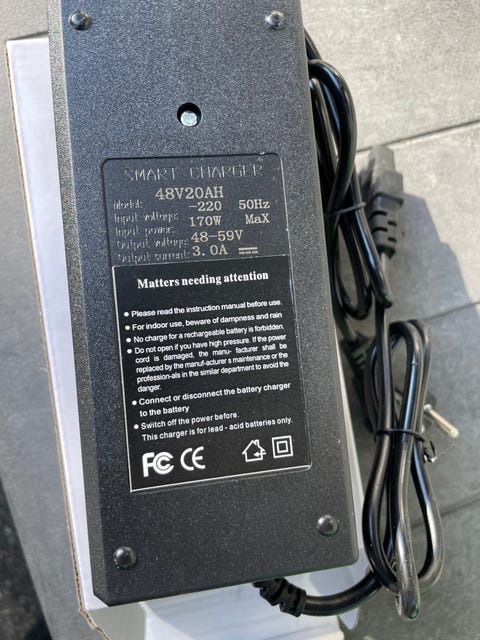 SMART CHARGER
Model: 48V20AH
Input voltage: -220 50Hz
Input power: 170W MaX
Output voltage: 48-59V
Output current: 3.0A
Matters needing attention
• Please read the instruction manual before use.
• For indoor use, beware of dampness and rain
• No charge for a rechargeable battery is forbidden.
• Do not open if you have high pressure. If the power
cord is damaged, the manu- facturer shall be
replaced by the manufacturer s maintenance or the
profession-als in the similar department to avoid the
danger.
• Connect or disconnect the battery charger
to the battery
• Switch off the power before.
This charger is for lead - acid batteries only.
FC CE